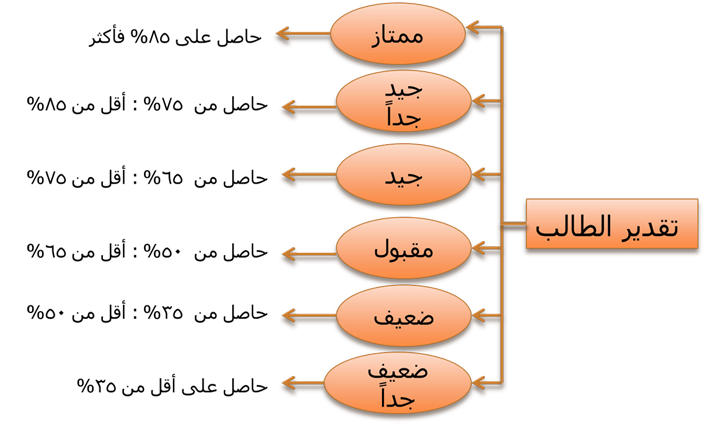 تقدير الطالب
ممتاز
حاصل على ٨٥% فأكثر
جيد
جداً
حاصل من ٧٥% : أقل من ٨٥%
جيد
حاصل من ٦٥% : أقل من ٧٥%
مقبول
حاصل من ٥٠% : أقل من ٦٥%
ضعيف
حاصل من ٣٥% : أقل من ٥٠%
ضعيف
جداً
حاصل على أقل من ٣٥%